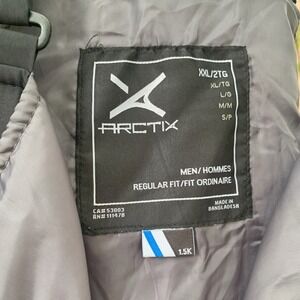 XXL/2TG
XL/TG
L/G
M/M
S/P
ARCTIX
MEN/HOMMES
REGULAR FIT/FIT ORDINAIRE
CA# 53003
RN# 111478
MADE IN
BANGLADESH
1.5K